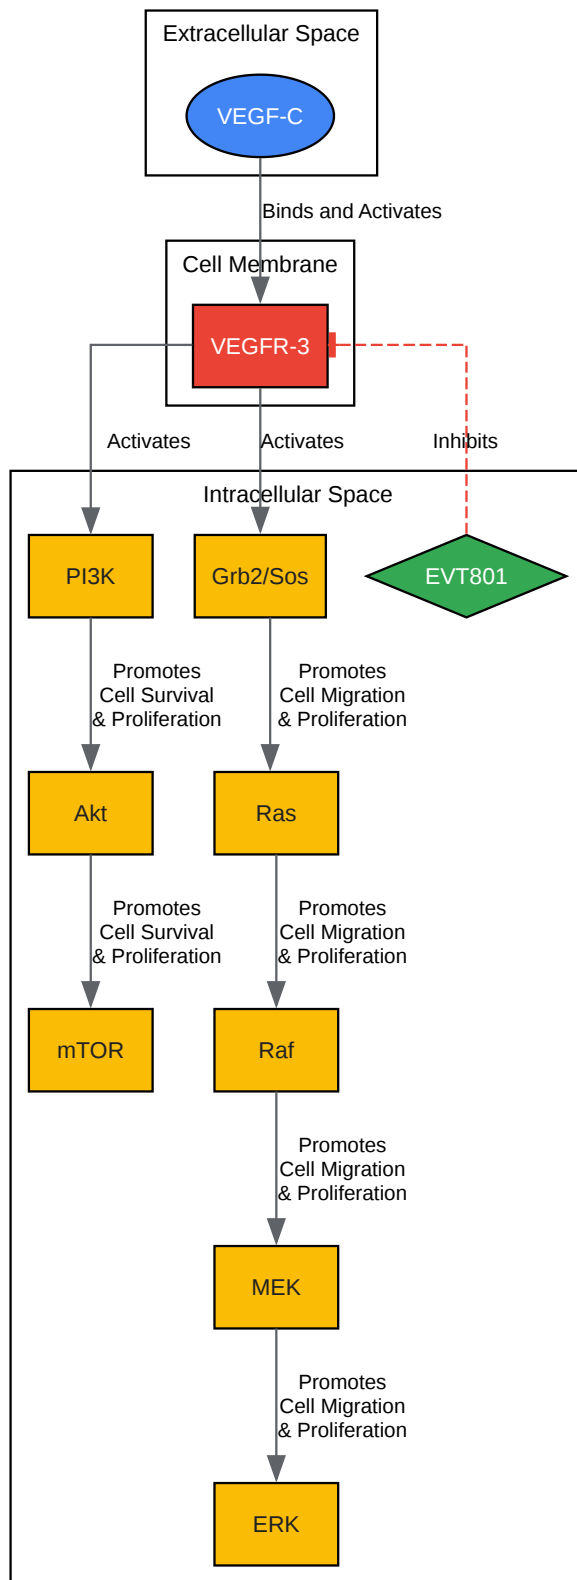 Extracellular Space
VEGF-C
Binds and Activates
Cell Membrane
VEGFR-3
Activates
Activates
Inhibits
Intracellular Space
PI3K
Grb2/Sos
EVT801
Promotes
Cell Survival
& Proliferation
Promotes
Cell Migration
& Proliferation
Akt
Ras
Promotes
Cell Survival
& Proliferation
Promotes
Cell Migration
& Proliferation
mTOR
Raf
Promotes
Cell Migration
& Proliferation
MEK
Promotes
Cell Migration
& Proliferation
ERK